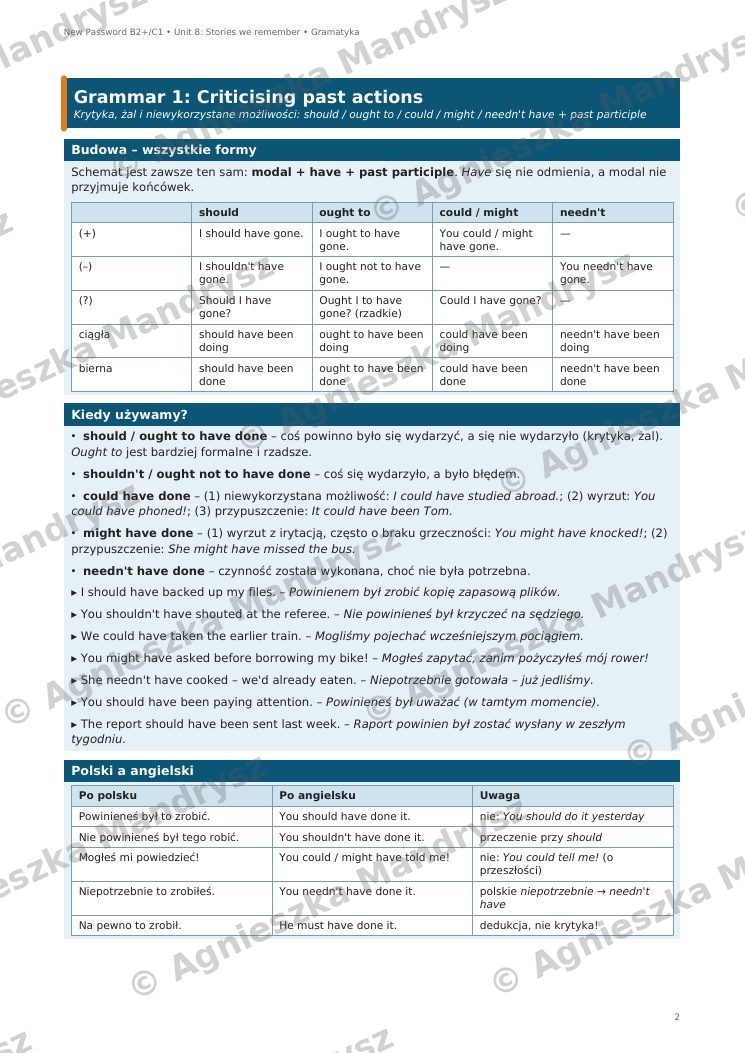 New Password B2+/C1 • Unit 8: Stories we remember • Gramatyka
Grammar 1: Criticising past actions
Krytyka, żal i niewykorzystane możliwości: should / ought to / could / might / needn't have + past participle
Budowa – wszystkie formy
Schemat jest zawsze ten sam: modal + have + past participle. Have się nie odmienia, a modal nie
przyjmuje końcówek.
should ought to could / might needn't
(+) I should have gone. I ought to have gone. You could / might have gone. —
(–) I shouldn't have gone. I ought not to have gone. — You needn't have gone.
(?) Should I have gone? Ought I to have gone? (rzadkie) Could I have gone? —
ciągła should have been doing ought to have been doing could have been doing needn't have been doing
bierna should have been done ought to have been done could have been done needn't have been done
Kiedy używamy?
• should / ought to have done – coś powinno było się wydarzyć, a się nie wydarzyło (krytyka, żal).
Ought to jest bardziej formalne i rzadsze.
• shouldn't / ought not to have done – coś się wydarzyło, a było błędem.
• could have done – (1) niewykorzystana możliwość: I could have studied abroad.; (2) wyrzut: You
could have phoned!; (3) przypuszczenie: It could have been Tom.
• might have done – (1) wyrzut z irytacją, często o braku grzeczności: You might have knocked!; (2)
przypuszczenie: She might have missed the bus.
• needn't have done – czynność została wykonana, choć nie była potrzebna.
▸ I should have backed up my files. – Powinienem był zrobić kopię zapasową plików.
▸ You shouldn't have shouted at the referee. – Nie powinieneś był krzyczeć na sędziego.
▸ We could have taken the earlier train. – Mogliśmy pojechać wcześniejszym pociągiem.
▸ You might have asked before borrowing my bike! – Mogłeś zapytać, zanim pożyczyłeś mój rower!
▸ She needn't have cooked – we'd already eaten. – Niepotrzebnie gotowała – już jedliśmy.
▸ You should have been paying attention. – Powinieneś był uważać (w tamtym momencie).
▸ The report should have been sent last week. – Raport powinien był zostać wysłany w zeszłym
tygodniu.
Polski a angielski
Po polsku Po angielsku Uwaga
Powinieneś był to zrobić. You should have done it. nie: You should do it yesterday
Nie powinieneś był tego robić. You shouldn't have done it. przeczenie przy should
Mogłeś mi powiedzieć! You could / might have told me! nie: You could tell me! (o przeszłości)
Niepotrzebnie to zrobiłeś. You needn't have done it. polskie niepotrzebnie → needn't have
Na pewno to zrobił. He must have done it. dedukcja, nie krytyka!
2
© Agnieszka Mandrysz